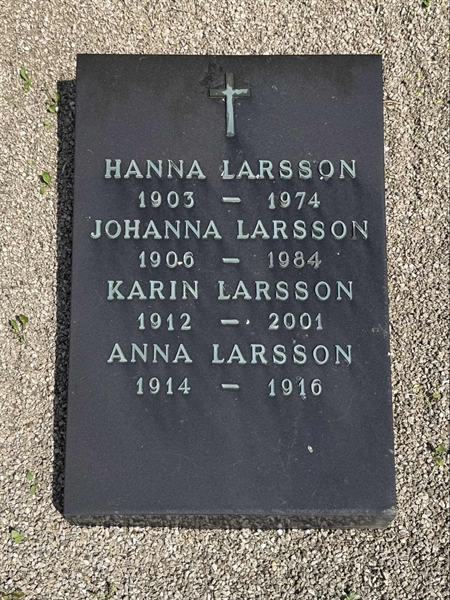 HANNA LARSSON
1903 – 1974
JOHANNA LARSSON
1906 – 1984
KARIN LARSSON
1912 – 2001
ANNA LARSSON
1914 – 1916